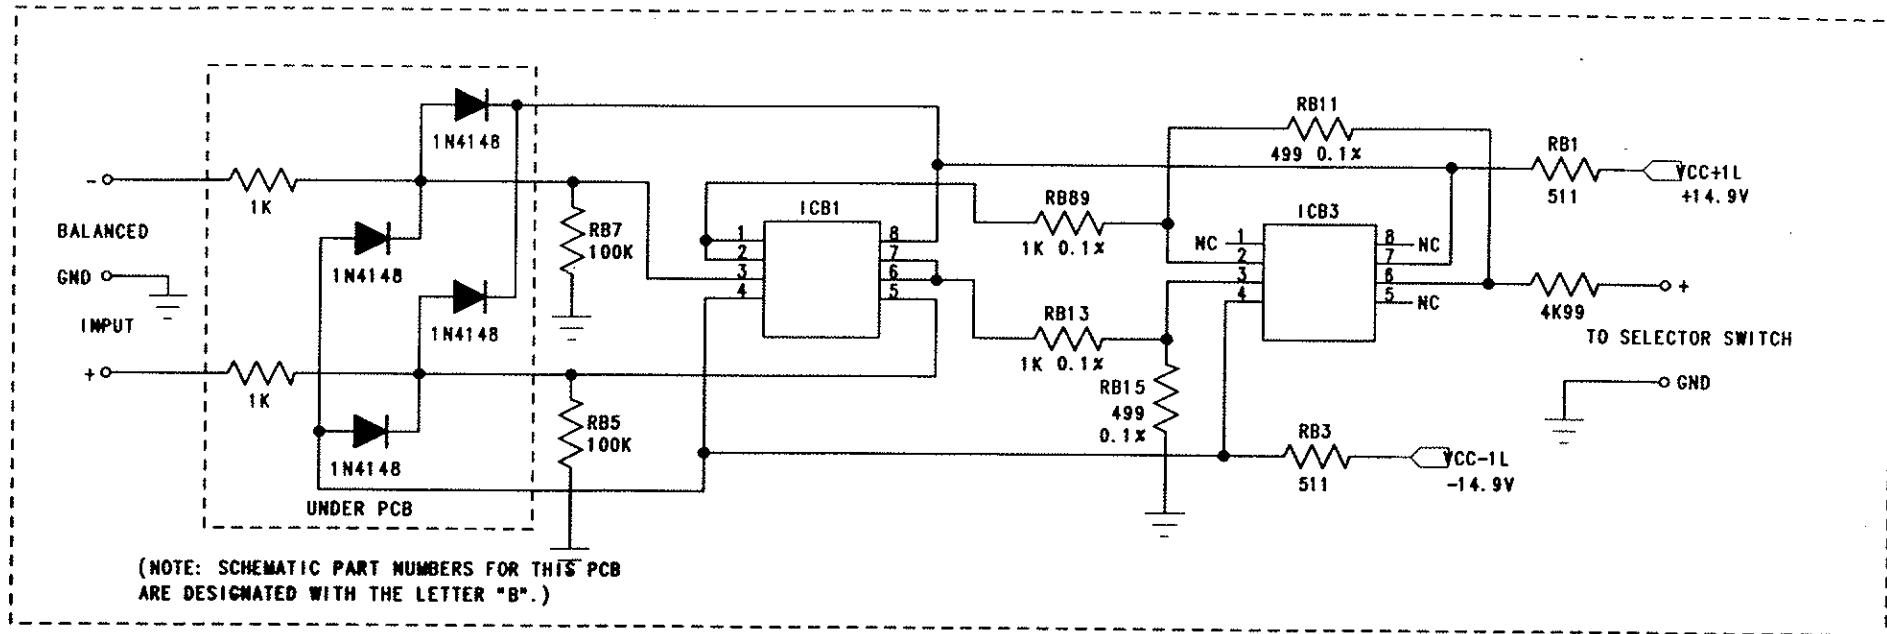 RB11
499 0.1%
1N4148
RB1
511
VCC+1L
+14.9V
-
1K
BALANCED
GND
INPUT
+
1K
1N4148
1N4148
1N4148
UNDER PCB
RB7
100K
RB5
100K
ICB1
1
2
3
4
8
7
6
5
RB89
1K 0.1%
RB13
1K 0.1%
RB15
499
0.1%
ICB3
NC
1
2
3
4
8
NC
7
6
5
NC
4K99
+
TO SELECTOR SWITCH
GND
RB3
511
VCC-1L
-14.9V
(NOTE: SCHEMATIC PART NUMBERS FOR THIS PCB
ARE DESIGNATED WITH THE LETTER "B".)